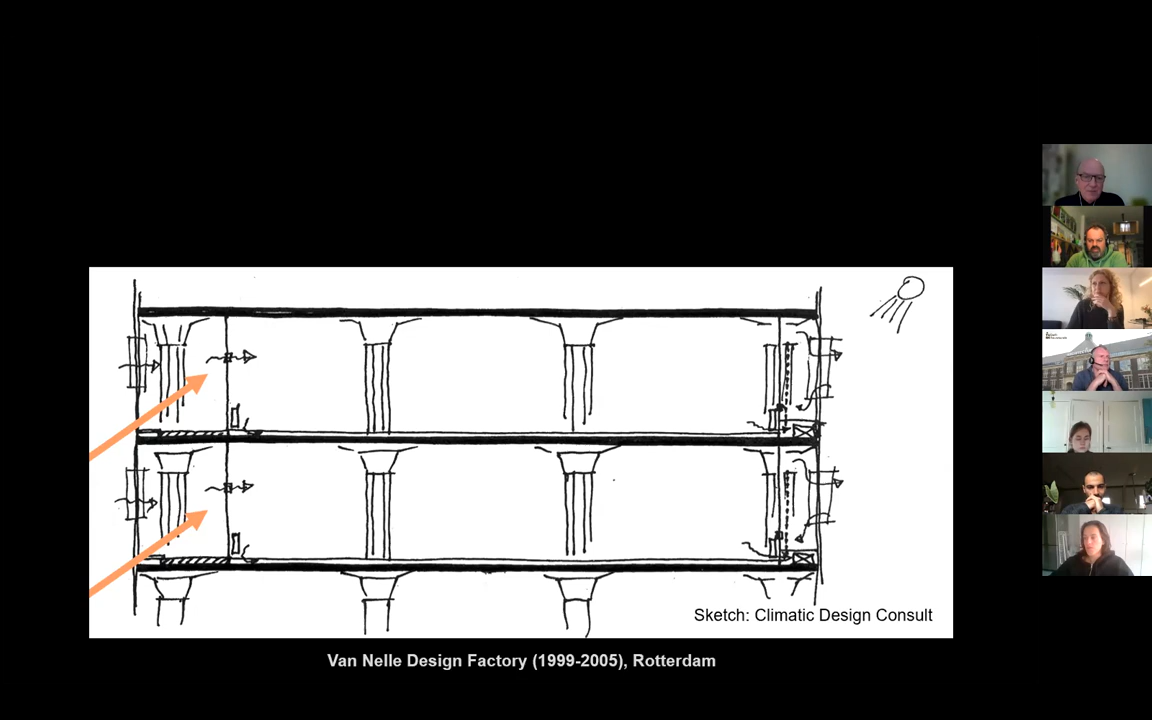 Sketch: Climatic Design Consult
Van Nelle Design Factory (1999-2005), Rotterdam